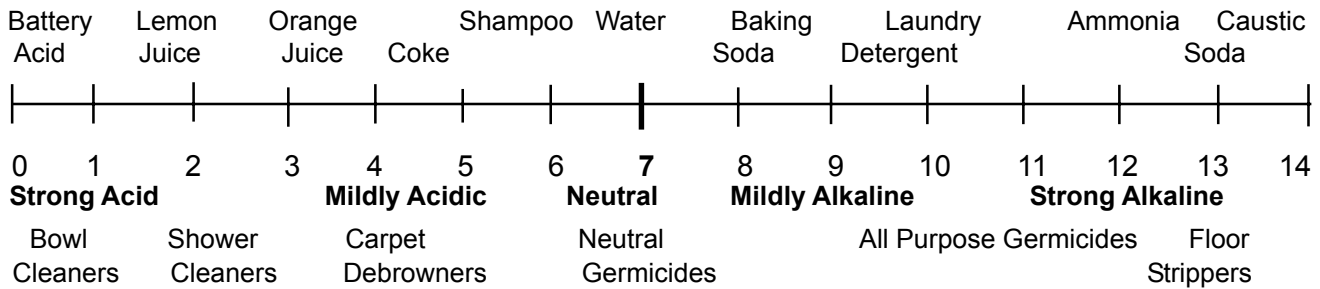 Battery Lemon Orange Shampoo Water Baking Laundry Ammonia Caustic
Acid Juice Juice Coke Soda Detergent Soda
0 1 2 3 4 5 6 7 8 9 10 11 12 13 14
Strong Acid Mildly Acidic Neutral Mildly Alkaline Strong Alkaline
Bowl Shower Carpet Neutral All Purpose Germicides Floor
Cleaners Cleaners Debrowners Germicides Strippers